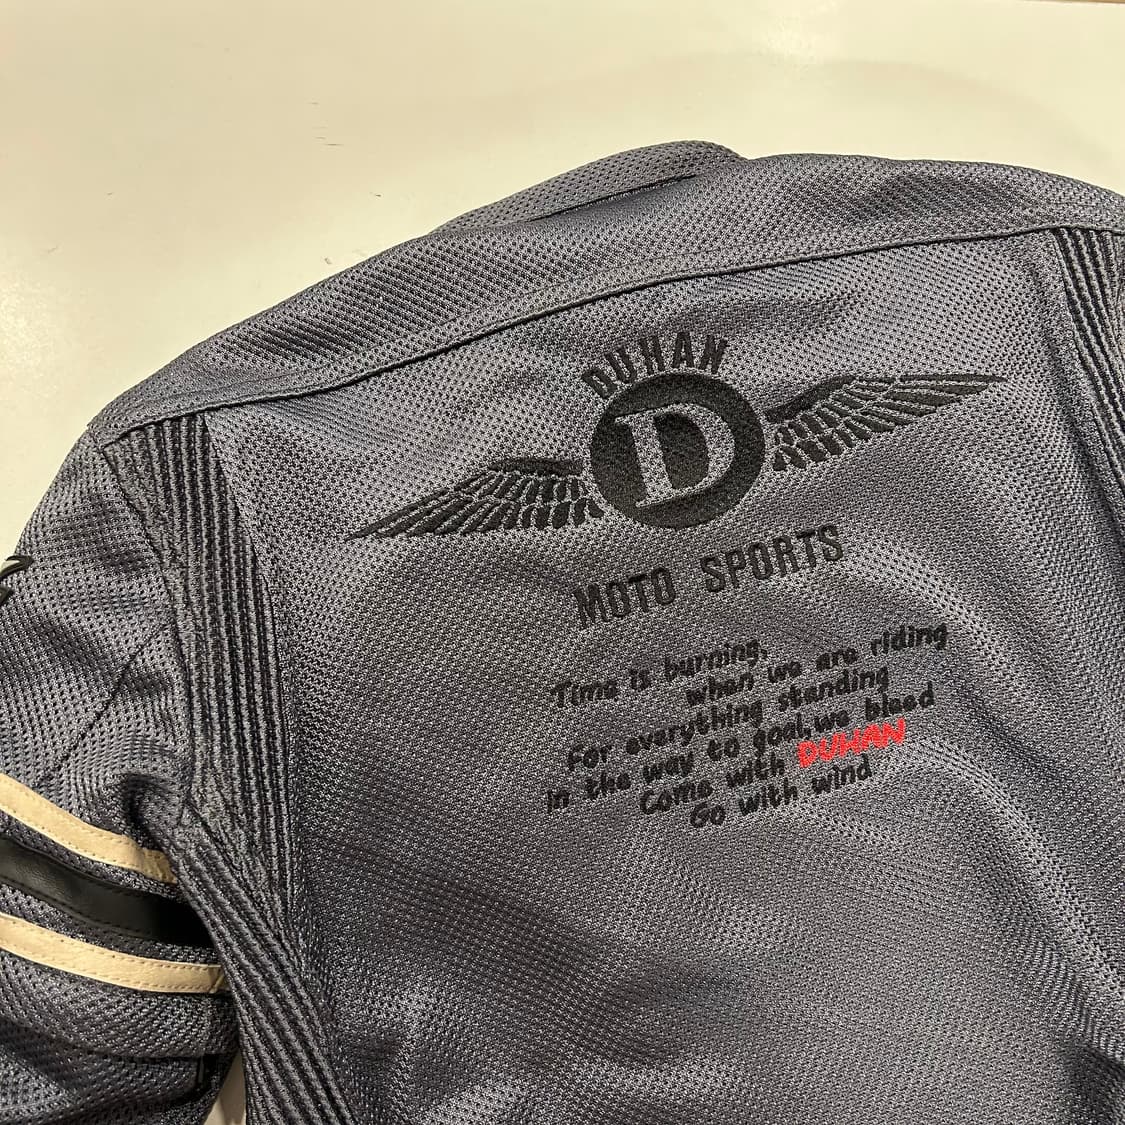 DUHAN
D
MOTO SPORTS
Time is burning,
when we are riding
For everything standing
in the way to goal,we bleed
Come with DUHAN
Go with wind